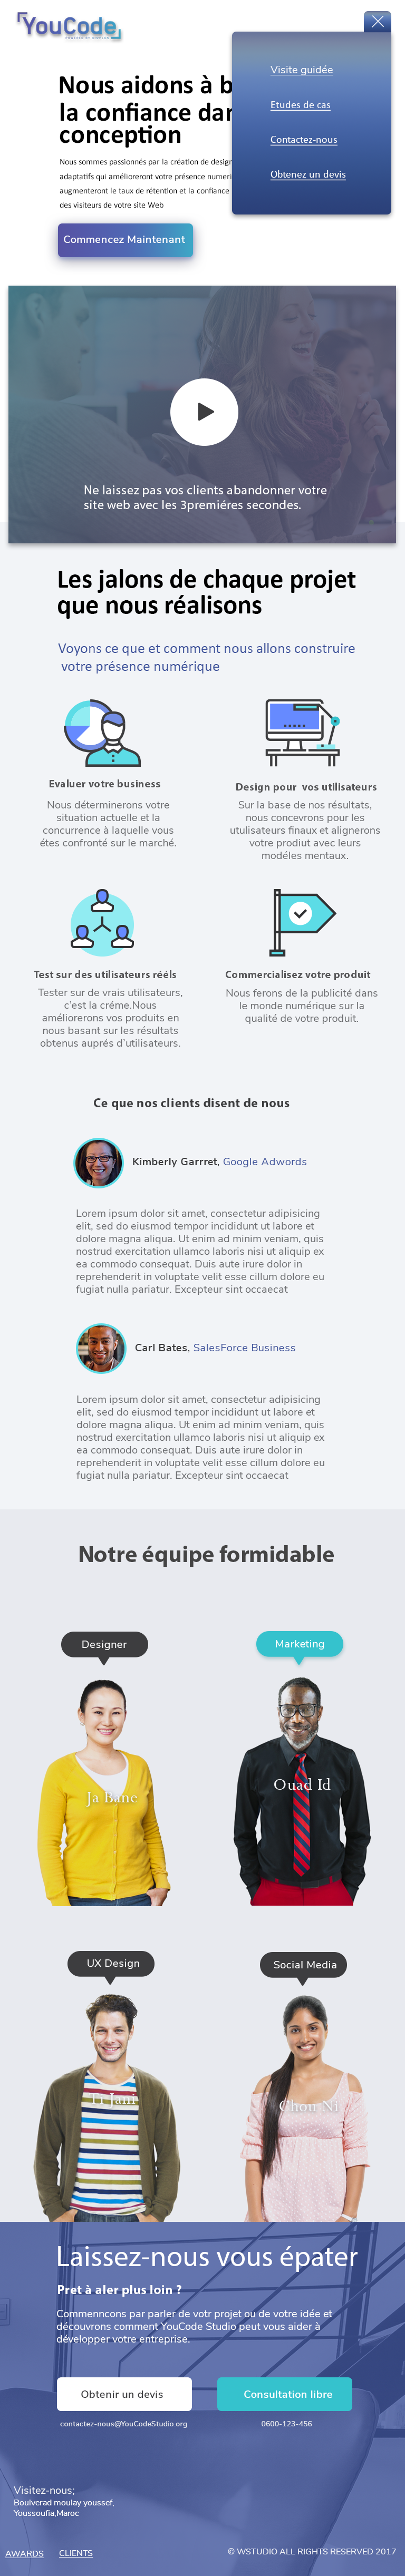 YouCode
Visite guidée
Etudes de cas
Contactez-nous
Obtenez un devis
Nous aidons à b
la confiance dan
conception
Nous sommes passionnés par la création de design
adaptatifs qui amélioreront votre présence numeri
augmenteront le taux de rétention et la confiance
des visiteurs de votre site Web
Commencez Maintenant
Ne laissez pas vos clients abandonner votre
site web avec les 3premiéres secondes.
Les jalons de chaque projet
que nous réalisons
Voyons ce que et comment nous allons construire
votre présence numérique
Evaluer votre business
Nous déterminerons votre
situation actuelle et la
concurrence à laquelle vous
étes confronté sur le marché.
Design pour vos utilisateurs
Sur la base de nos résultats,
nous concevrons pour les
utulisateurs finaux et alignerons
votre produit avec leurs
modéles mentaux.
Test sur des utilisateurs rééls
Tester sur de vrais utilisateurs,
c'est la créme.Nous
améliorerons vos produits en
nous basant sur les résultats
obtenus auprés d'utilisateurs.
Commercialisez votre produit
Nous ferons de la publicité dans
le monde numérique sur la
qualité de votre produit.
Ce que nos clients disent de nous
Kimberly Garrret, Google Adwords
Lorem ipsum dolor sit amet, consectetur adipisicing
elit, sed do eiusmod tempor incididunt ut labore et
dolore magna aliqua. Ut enim ad minim veniam, quis
nostrud exercitation ullamco laboris nisi ut aliquip ex
ea commodo consequat. Duis aute irure dolor in
reprehenderit in voluptate velit esse cillum dolore eu
fugiat nulla pariatur. Excepteur sint occaecat
Carl Bates, SalesForce Business
Lorem ipsum dolor sit amet, consectetur adipisicing
elit, sed do eiusmod tempor incididunt ut labore et
dolore magna aliqua. Ut enim ad minim veniam, quis
nostrud exercitation ullamco laboris nisi ut aliquip ex
ea commodo consequat. Duis aute irure dolor in
reprehenderit in voluptate velit esse cillum dolore eu
fugiat nulla pariatur. Excepteur sint occaecat
Notre équipe formidable
Designer
Marketing
Ja Bane
Ouad Id
UX Design
Social Media
Chou Ni
Laissez-nous vous épater
Pret à aler plus loin ?
Commenncons par parler de votr projet ou de votre idée et
découvrons comment YouCode Studio peut vous aider à
développer votre entreprise.
Obtenir un devis
Consultation libre
contactez-nous@YouCodeStudio.org
0600-123-456
Visitez-nous;
Boulverad moulay youssef,
Youssoufia,Maroc
AWARDS
CLIENTS
© WSTUDIO ALL RIGHTS RESERVED 2017